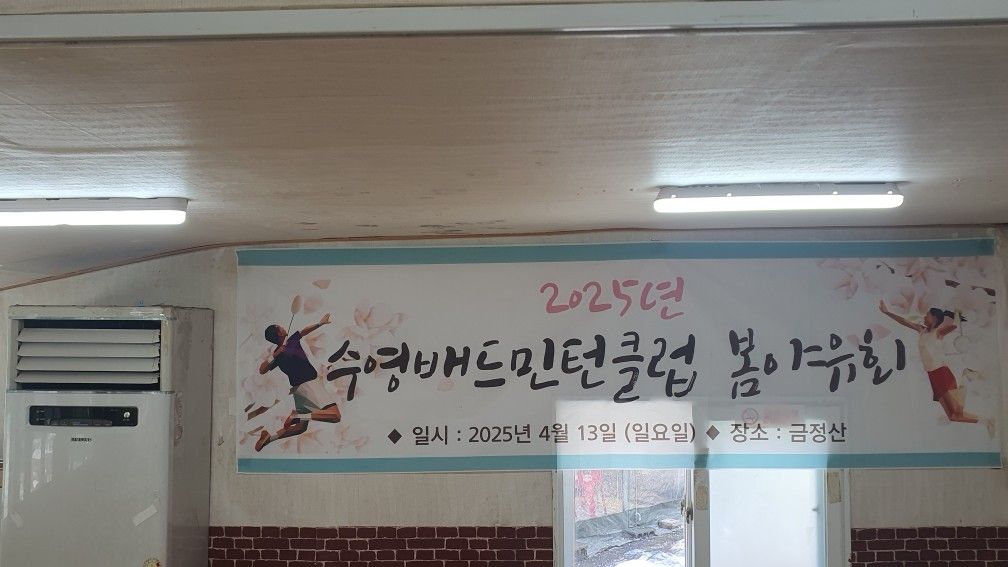 2025년
수영배드민턴클럽 봄야유회
◆ 일시 : 2025년 4월 13일 (일요일) ◆ 장소 : 금정산